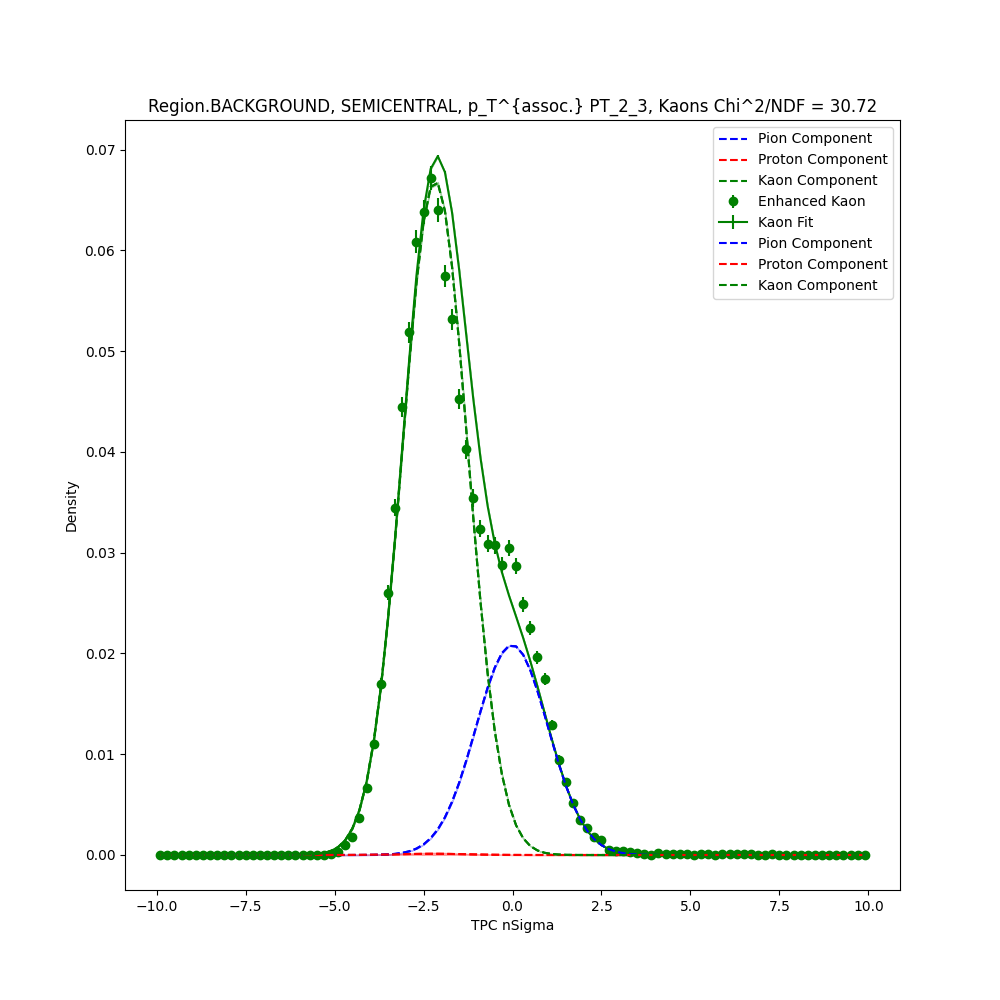 Region.BACKGROUND, SEMICENTRAL, p_T^{assoc.} PT_2_3, Kaons Chi^2/NDF = 30.72
Pion Component
Proton Component
Kaon Component
Enhanced Kaon
Kaon Fit
Pion Component
Proton Component
Kaon Component
0.07
0.06
0.05
0.04
0.03
0.02
0.01
0.00
Density
−10.0 −7.5 −5.0 −2.5 0.0 2.5 5.0 7.5 10.0
TPC nSigma